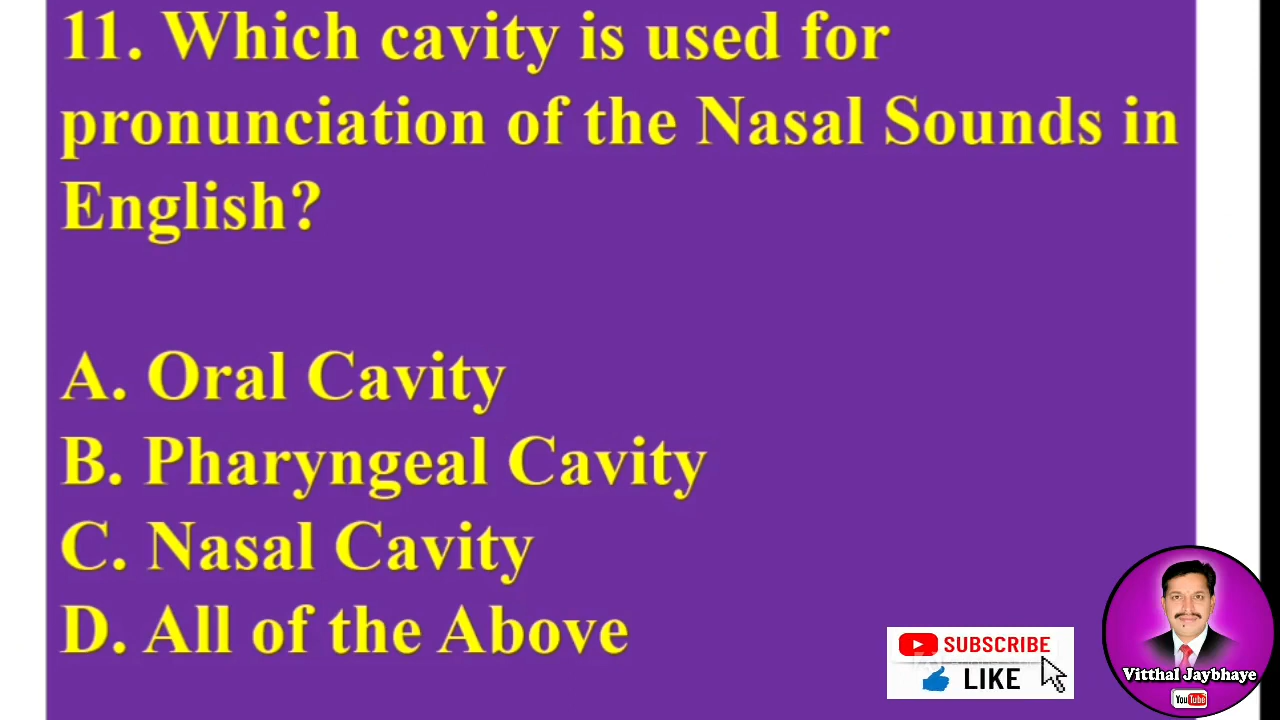 11. Which cavity is used for
pronunciation of the Nasal Sounds in
English?
A. Oral Cavity
B. Pharyngeal Cavity
C. Nasal Cavity
D. All of the Above
SUBSCRIBE
LIKE
Vitthal Jaybhaye
YouTube